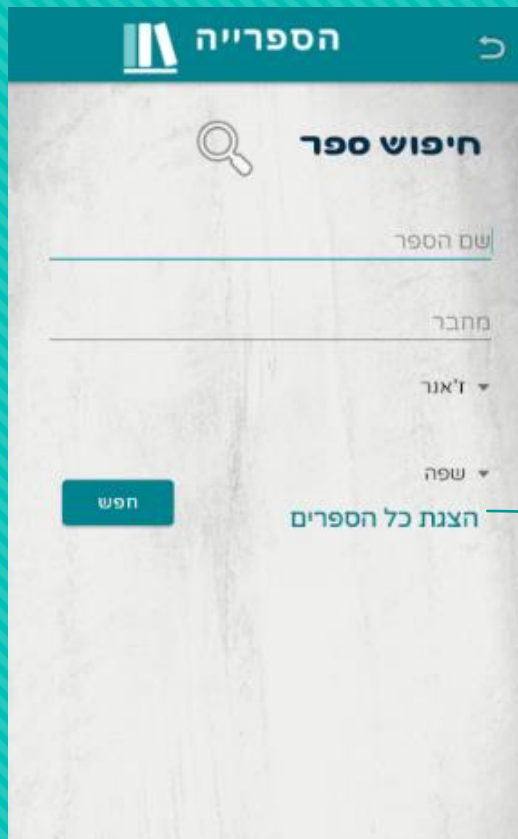 הספרייה
חיפוש ספר
שם הספר
מחבר
ז'אנר
שפה
חפש
הצגת כל הספרים